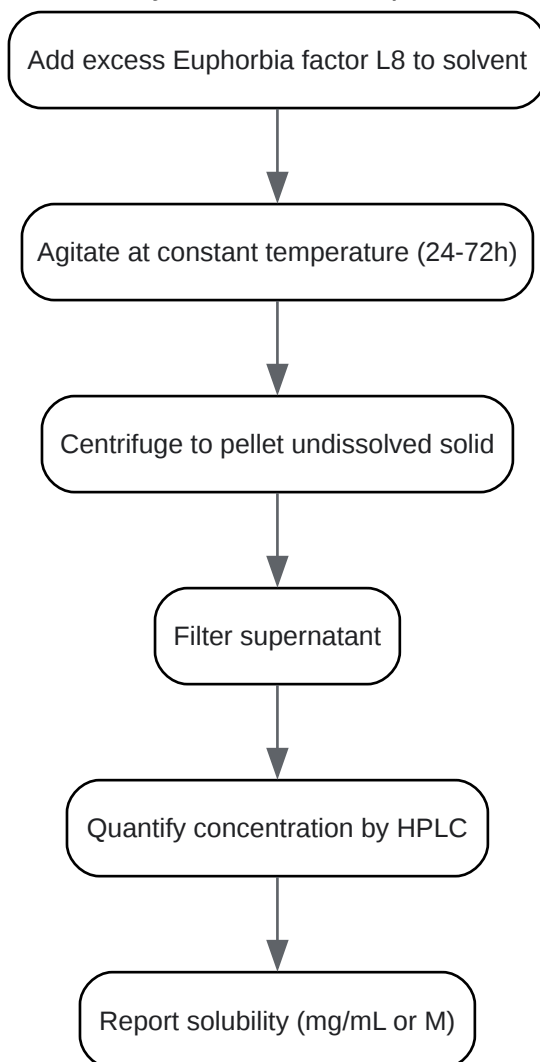 Add excess Euphorbia factor L8 to solvent
Agitate at constant temperature (24-72h)
Centrifuge to pellet undissolved solid
Filter supernatant
Quantify concentration by HPLC
Report solubility (mg/mL or M)